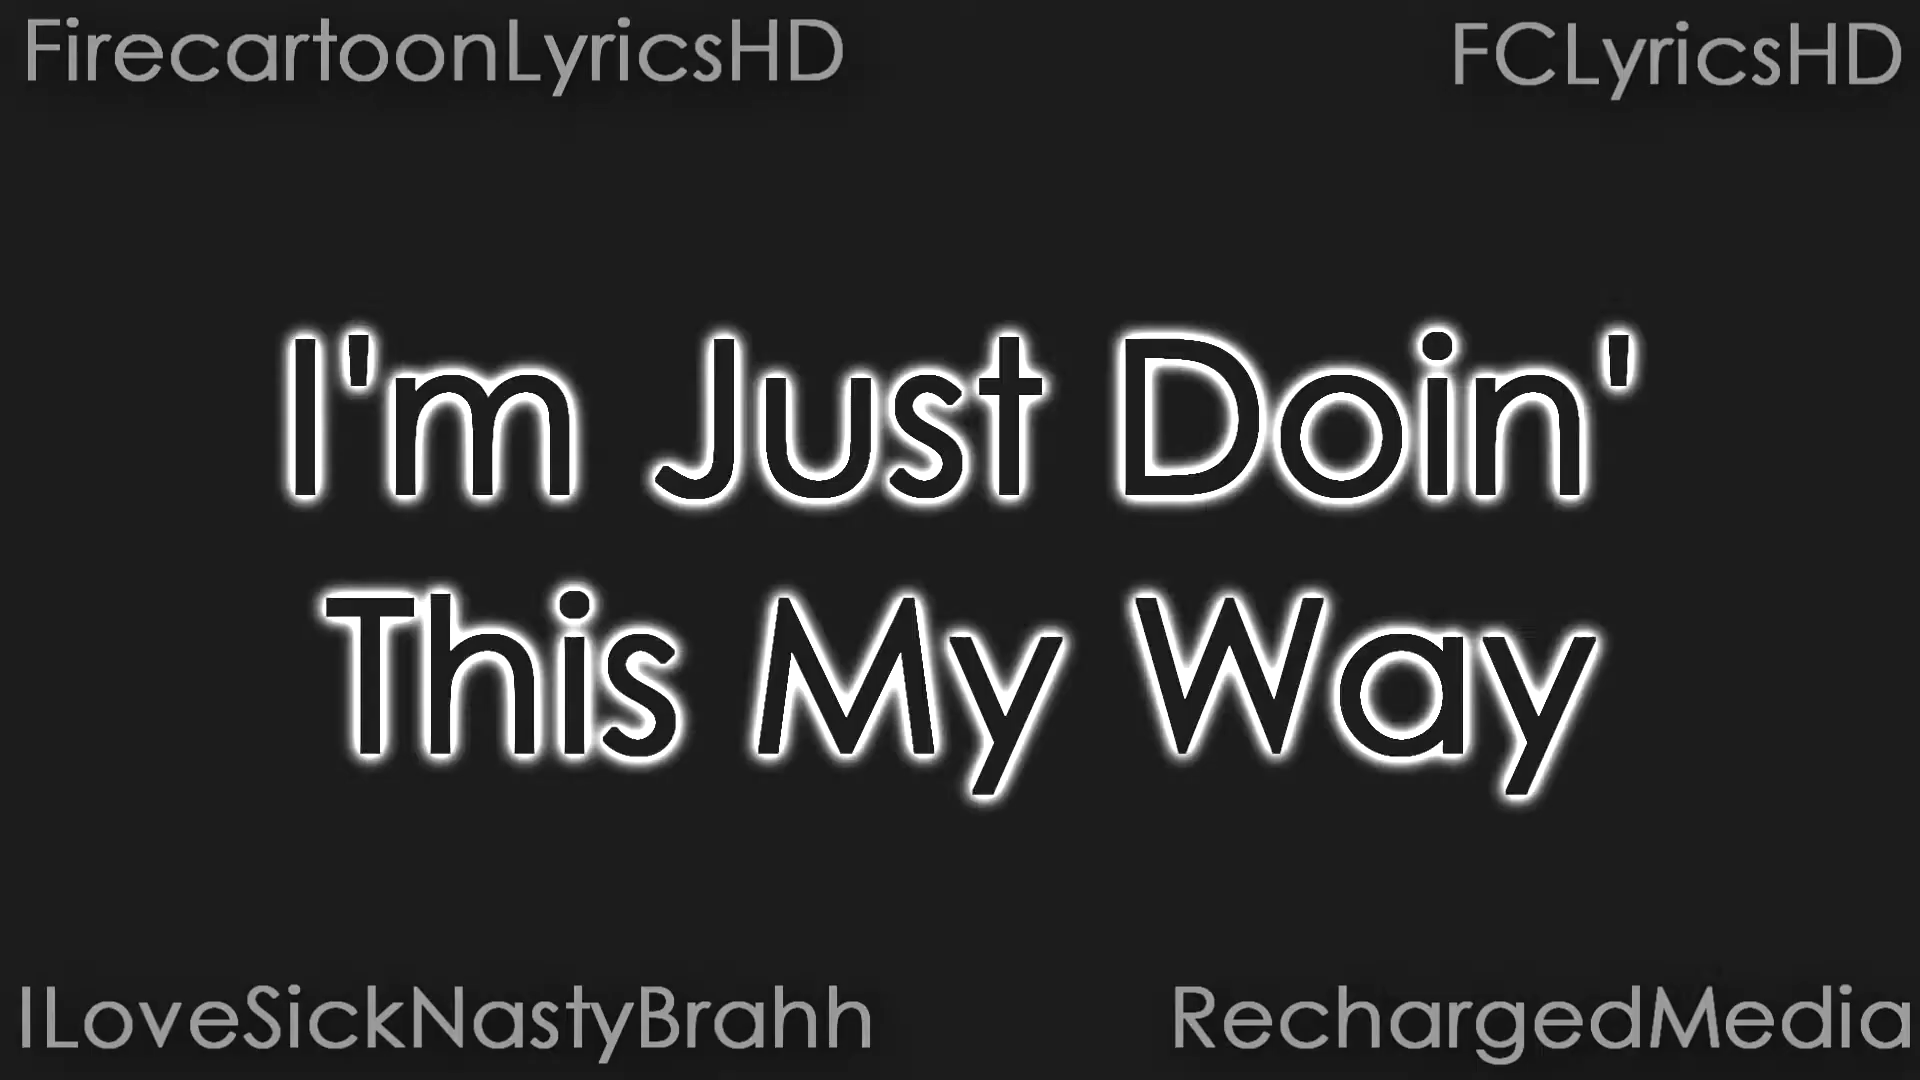 FirecartoonLyricsHD
FCLyricsHD
I'm Just Doin'
This My Way
ILoveSickNastyBrahh
RechargedMedia